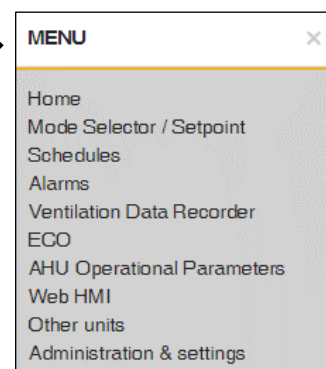 MENU ×
Home
Mode Selector / Setpoint
Schedules
Alarms
Ventilation Data Recorder
ECO
AHU Operational Parameters
Web HMI
Other units
Administration & settings